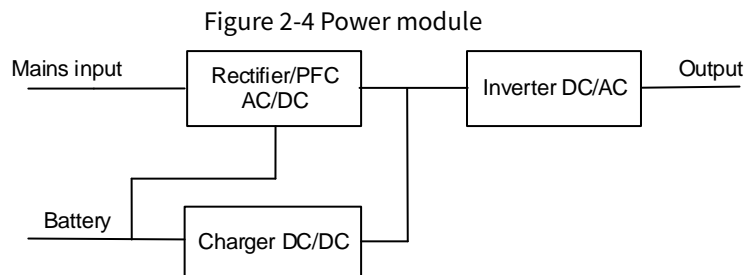 Figure 2-4 Power module
Mains input
Rectifier/PFC
AC/DC
Inverter DC/AC
Output
Battery
Charger DC/DC